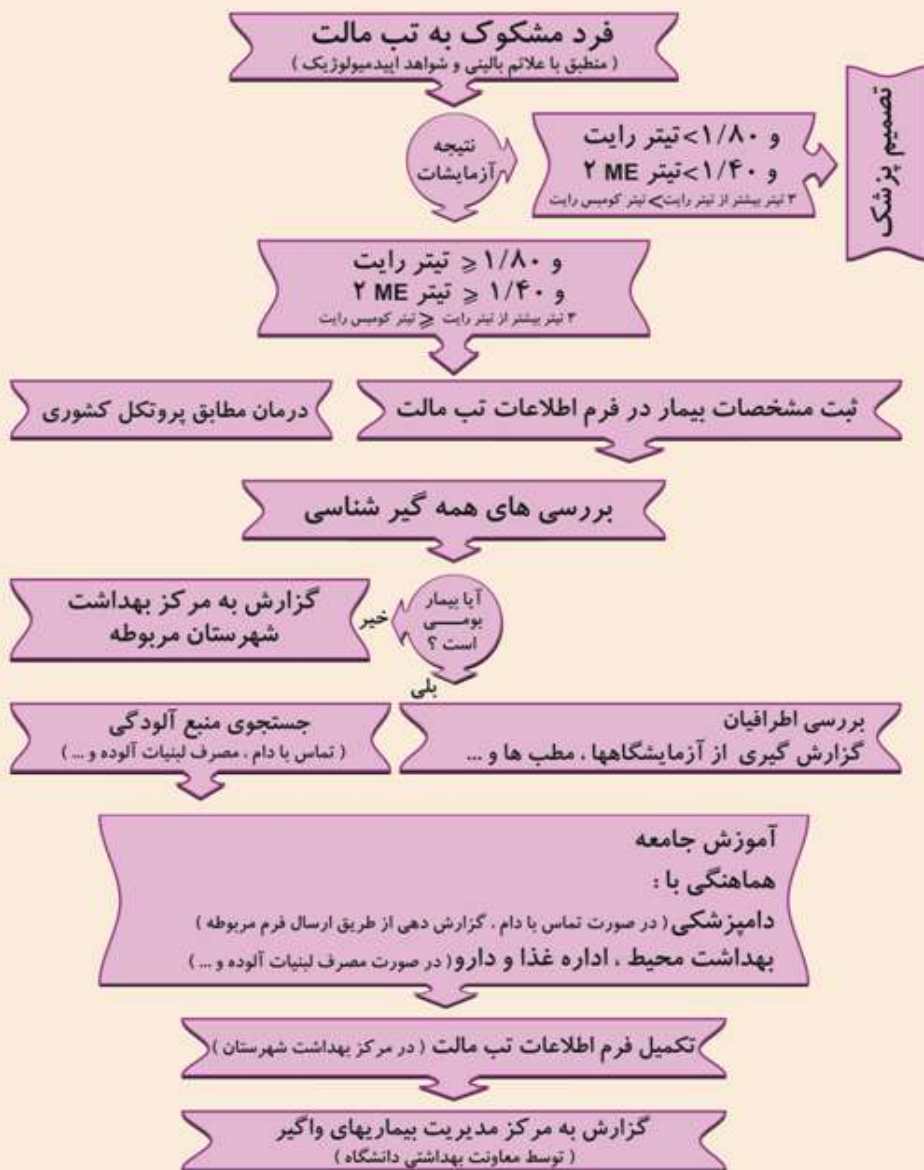 فرد مشکوک به تب مالت
( منطبق با علائم بالینی و شواهد اپیدمیولوژیک )
نتیجه
آزمایشات
و ۱/۸۰>تیتر رایت
و ۱/۴۰>تیتر ۲ ME
۳ تیتر بیشتر از تیتر رایت> تیتر کومبس رایت
تصمیم پزشک
و ۱/۸۰ ⩾ تیتر رایت
و ۱/۴۰ ⩾ تیتر ۲ ME
۳ تیتر بیشتر از تیتر رایت ⩾ تیتر کومبس رایت
ثبت مشخصات بیمار در فرم اطلاعات تب مالت
درمان مطابق پروتکل کشوری
بررسی های همه گیر شناسی
آیا بیمار
بومــی
است ؟
خیر
گزارش به مرکز بهداشت
شهرستان مربوطه
بلی
بررسی اطرافیان
گزارش گیری از آزمایشگاهها ، مطب ها و ...
جستجوی منبع آلودگی
( تماس با دام ، مصرف لبنیات آلوده و ... )
آموزش جامعه
هماهنگی با :
دامپزشکی ( در صورت تماس با دام ، گزارش دهی از طریق ارسال فرم مربوطه )
بهداشت محیط ، اداره غذا و دارو ( در صورت مصرف لبنیات آلوده و ... )
تکمیل فرم اطلاعات تب مالت ( در مرکز بهداشت شهرستان )
گزارش به مرکز مدیریت بیماریهای واگیر
( توسط معاونت بهداشتی دانشگاه )